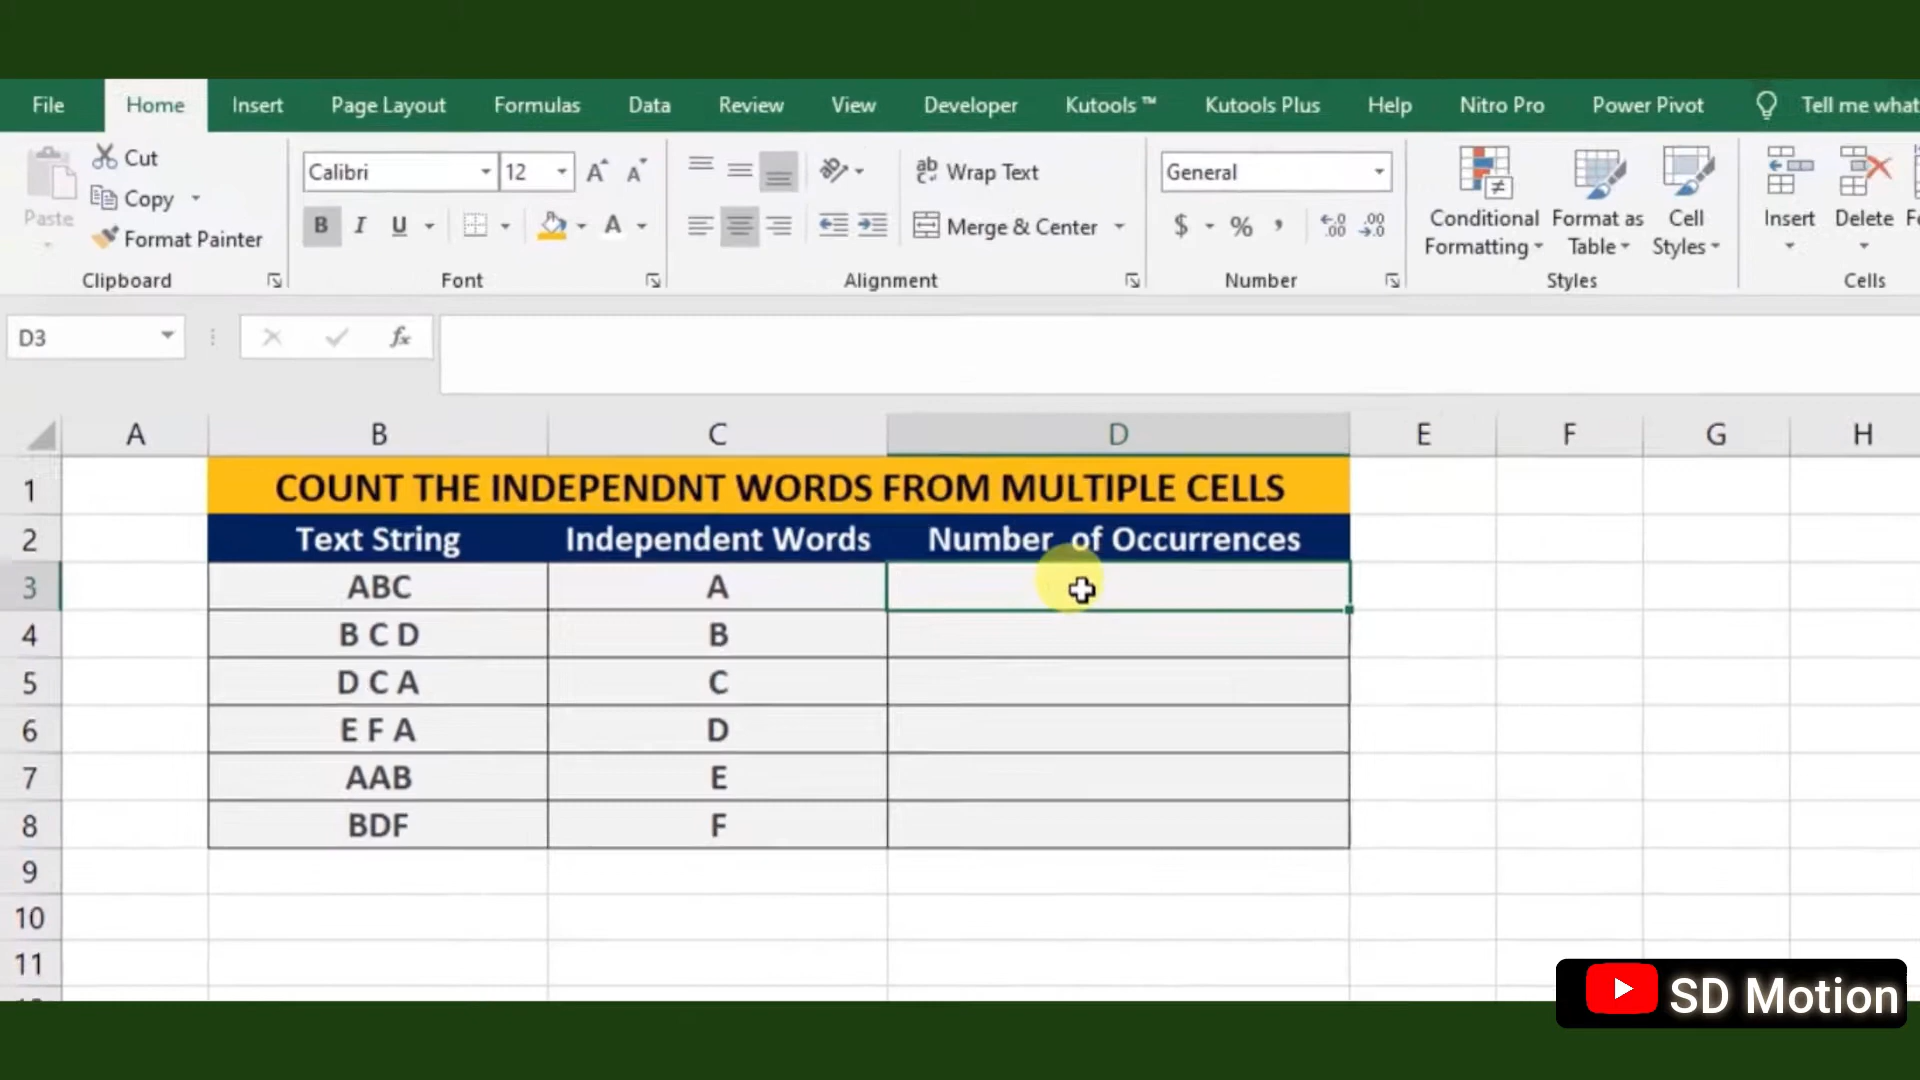 File Home Insert Page Layout Formulas Data Review View Developer Kutools ™ Kutools Plus Help Nitro Pro Power Pivot Tell me what
Cut
Copy
Paste
Format Painter
Clipboard
Calibri 12
B I U
Font
Wrap Text
Merge & Center
Alignment
General
$ % ,
Number
Conditional Formatting
Format as Table
Cell Styles
Styles
Insert
Delete
Cells
D3
fx
A B C D E F G H
1 COUNT THE INDEPENDNT WORDS FROM MULTIPLE CELLS
2 Text String Independent Words Number of Occurrences
3 ABC A
4 B C D B
5 D C A C
6 E F A D
7 AAB E
8 BDF F
9
10
11
SD Motion